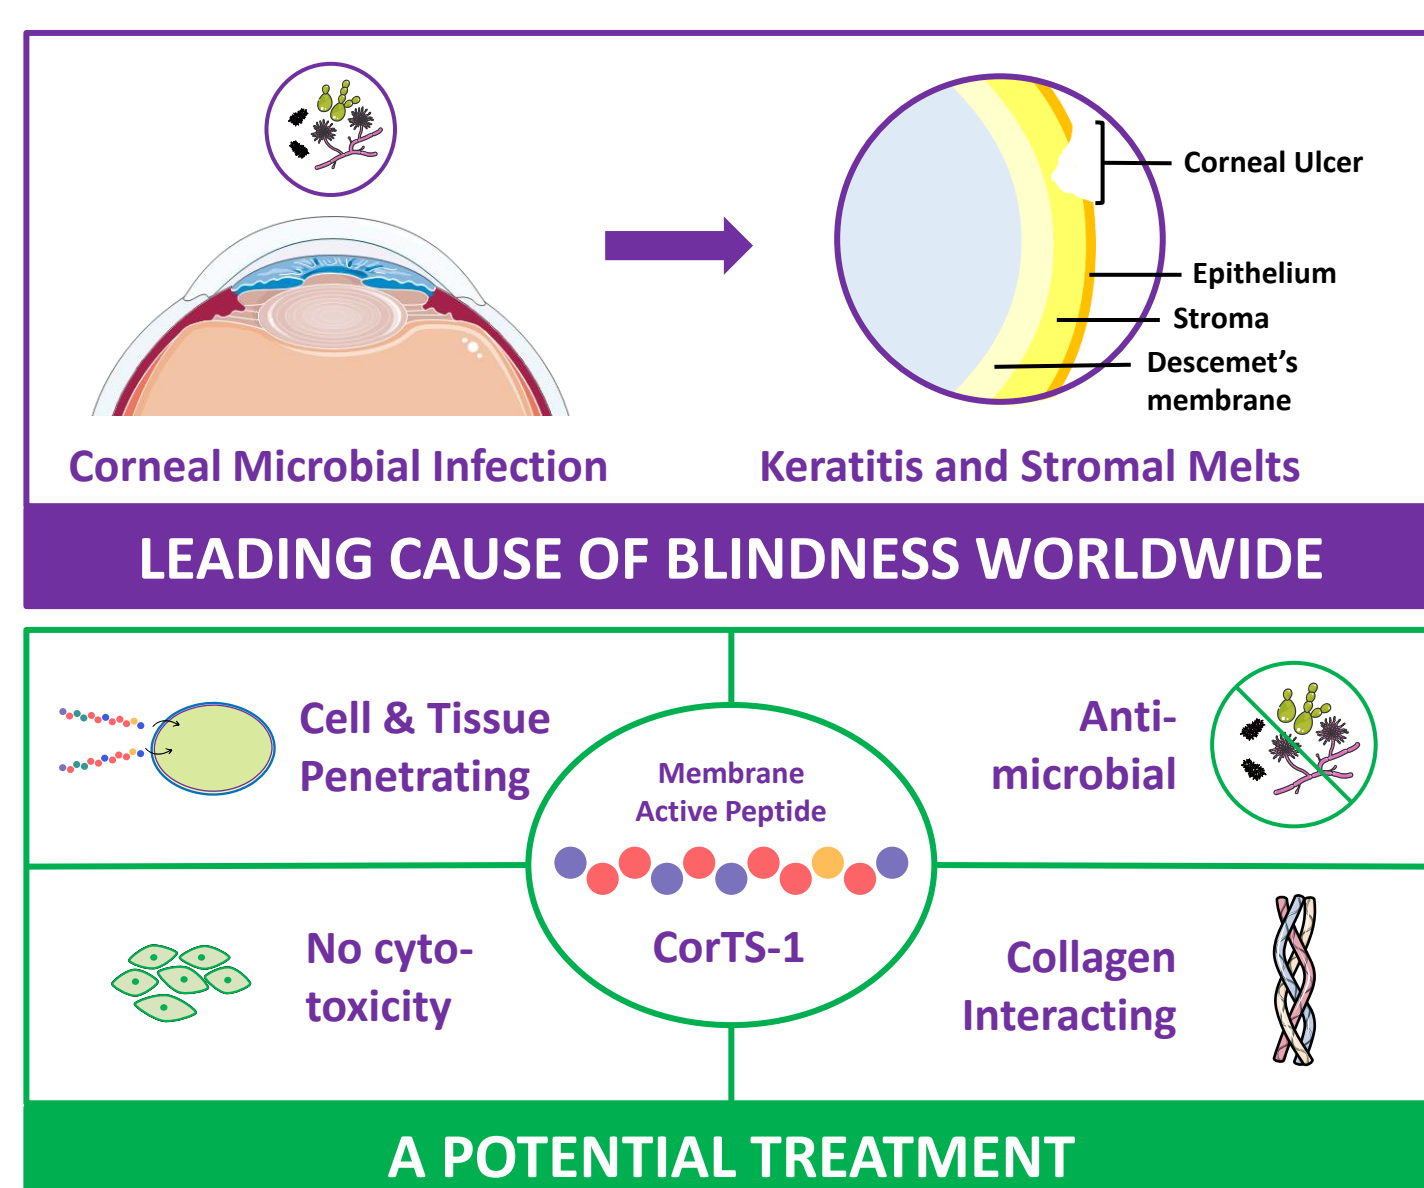 Corneal Ulcer
Epithelium
Stroma
Descemet’s
membrane
Corneal Microbial Infection
Keratitis and Stromal Melts
LEADING CAUSE OF BLINDNESS WORLDWIDE
Cell & Tissue
Penetrating
Anti-
microbial
Membrane
Active Peptide
CorTS-1
No cyto-
toxicity
Collagen
Interacting
A POTENTIAL TREATMENT